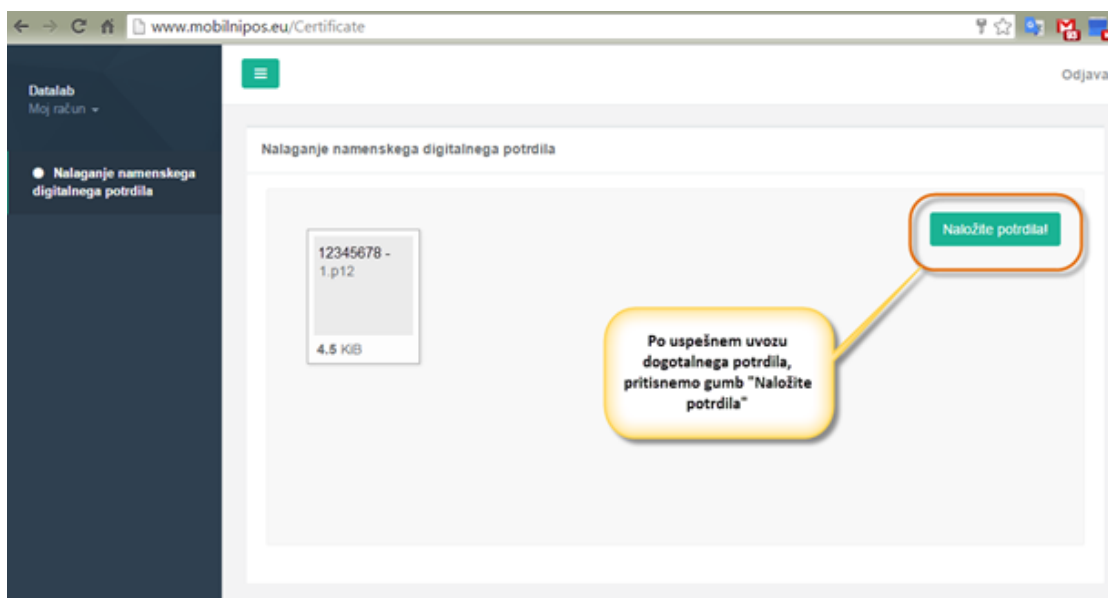 www.mobilnipos.eu/Certificate
Datalab
Moj račun
Odjava
Nalaganje namenskega digitalnega potrdila
Nalaganje namenskega
digitalnega potrdila
Naložite potrdila!
12345678 -
1.p12
4.5 KiB
Po uspešnem uvozu
dogotalnega potrdila,
pritisnemo gumb "Naložite
potrdila"